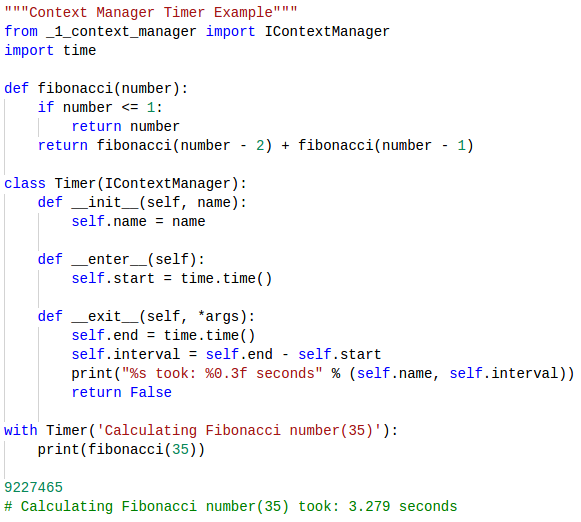 """Context Manager Timer Example"""
from _1_context_manager import IContextManager
import time

def fibonacci(number):
    if number <= 1:
        return number
    return fibonacci(number - 2) + fibonacci(number - 1)

class Timer(IContextManager):
    def __init__(self, name):
        self.name = name

    def __enter__(self):
        self.start = time.time()

    def __exit__(self, *args):
        self.end = time.time()
        self.interval = self.end - self.start
        print("%s took: %0.3f seconds" % (self.name, self.interval))
        return False

with Timer('Calculating Fibonacci number(35)'):
    print(fibonacci(35))

9227465
# Calculating Fibonacci number(35) took: 3.279 seconds